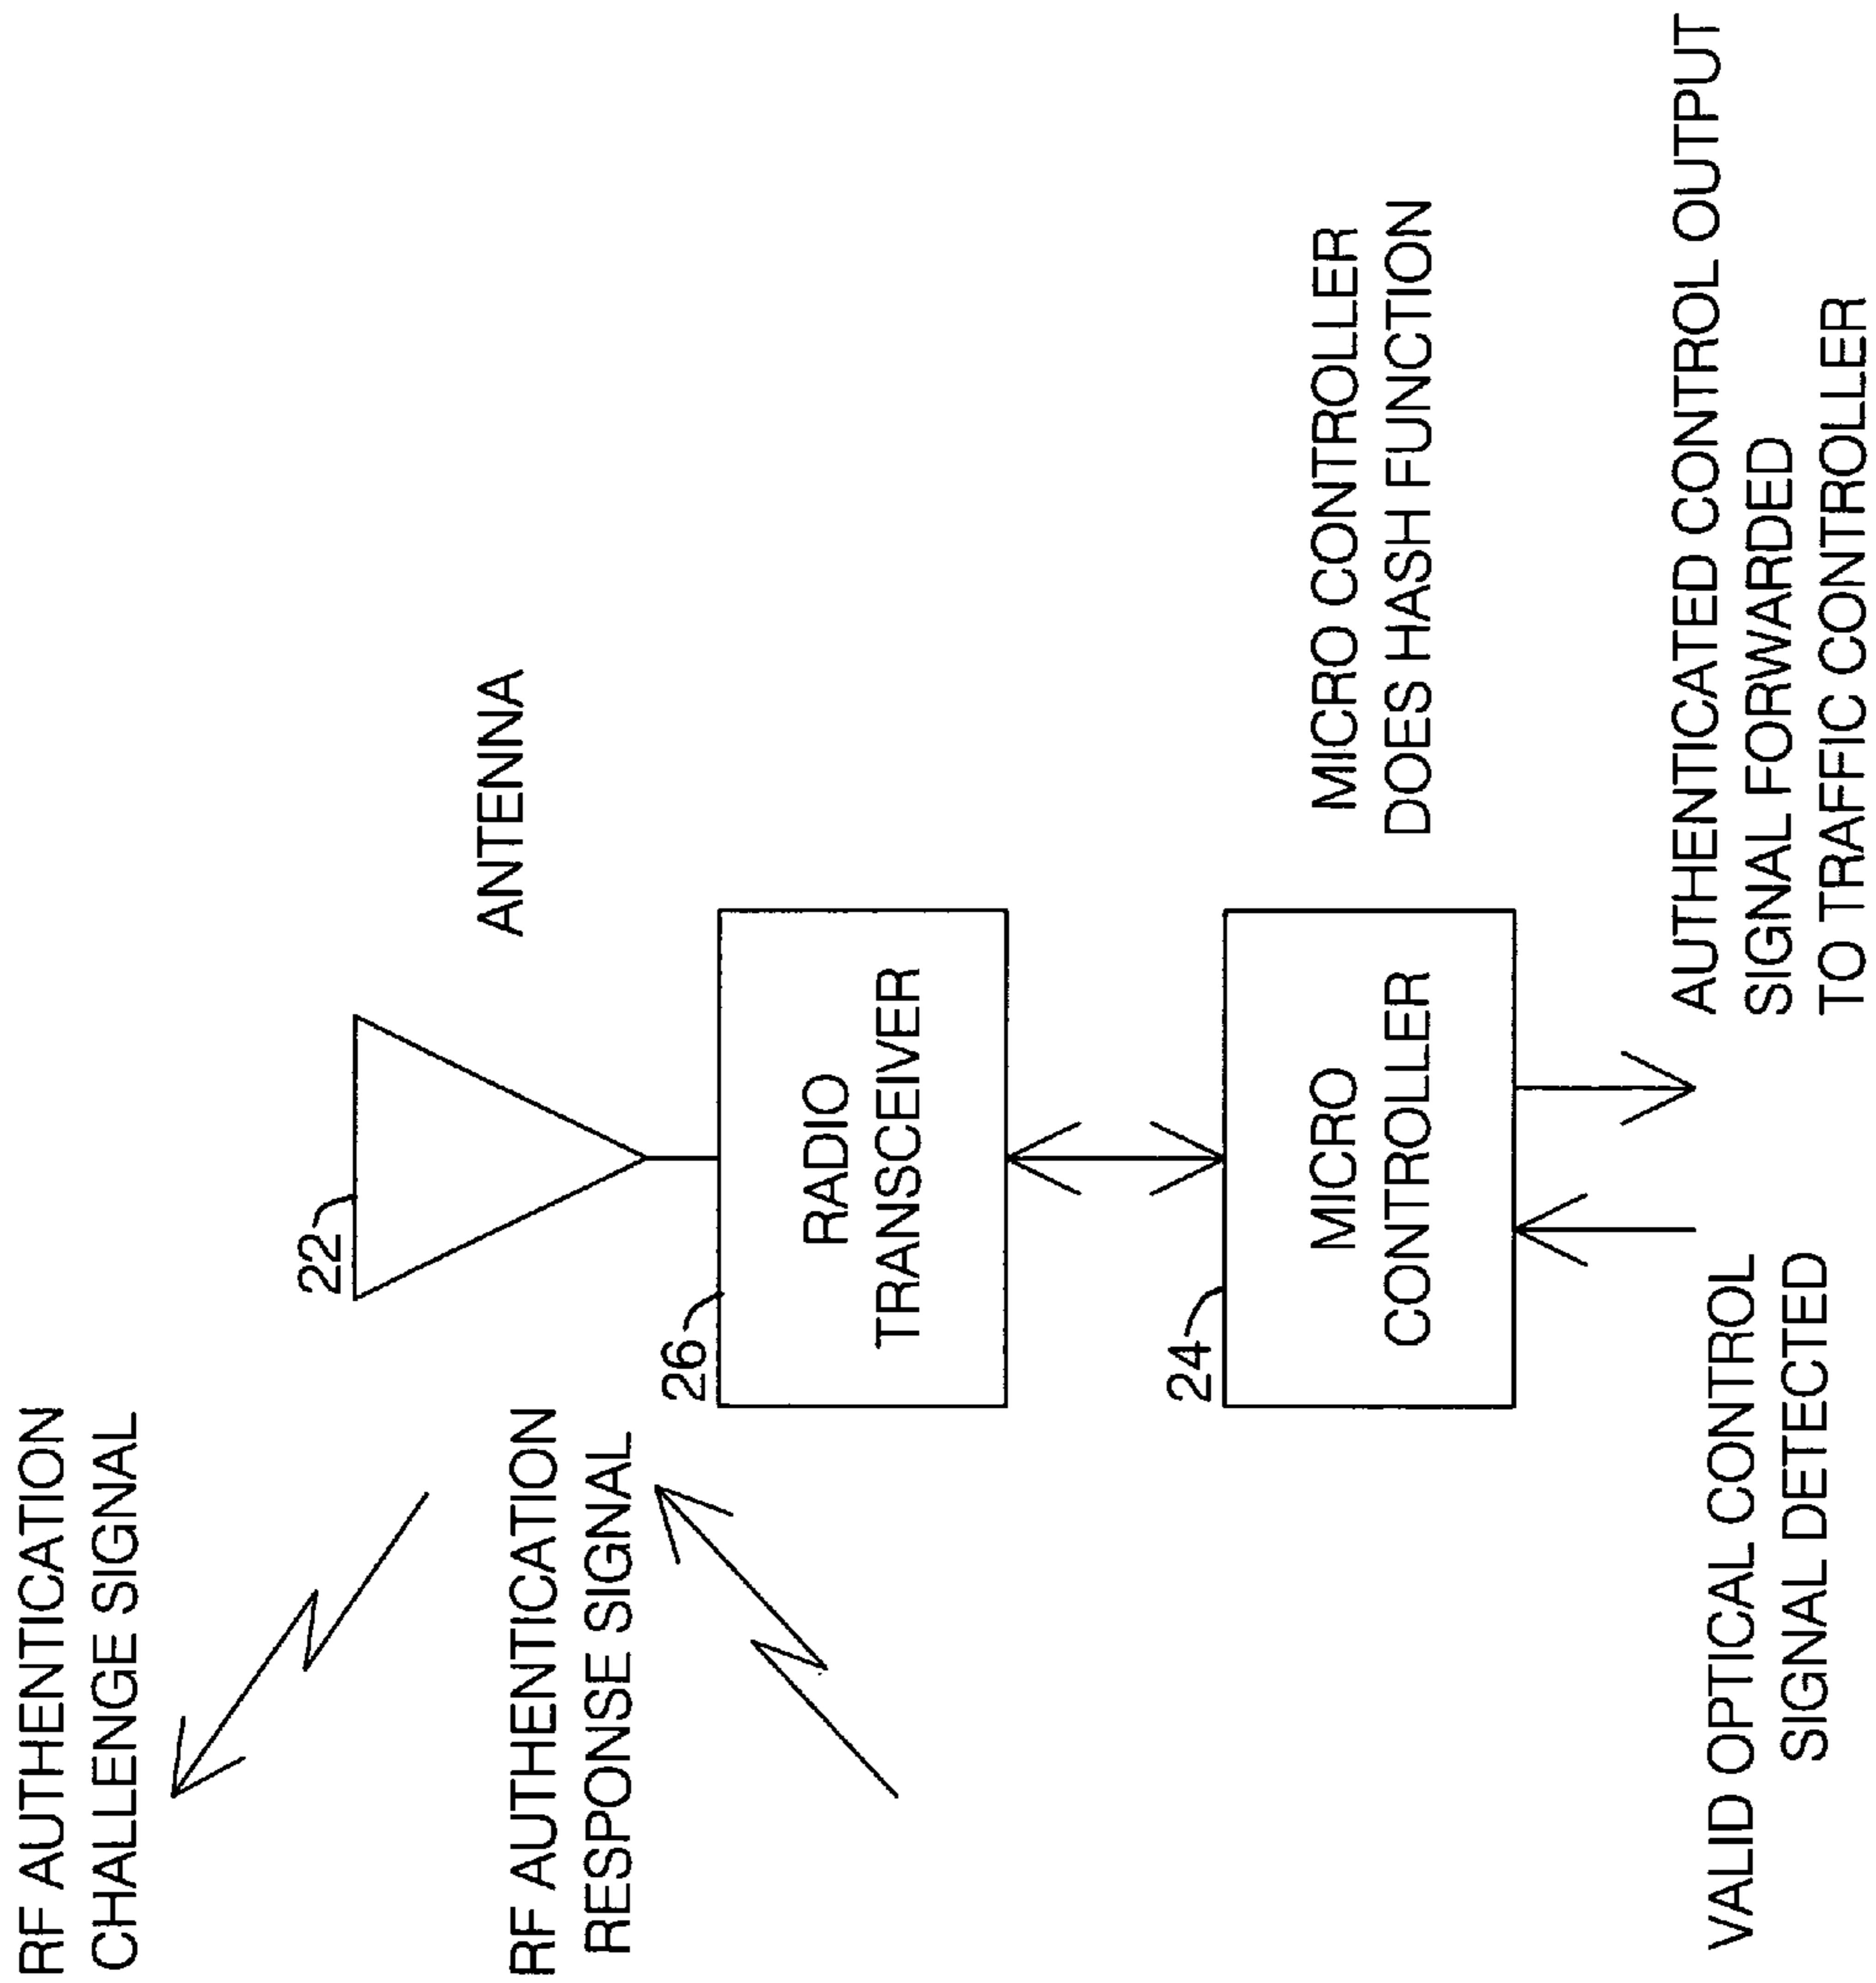 RF AUTHENTICATION
CHALLENGE SIGNAL
22
ANTENNA
RF AUTHENTICATION
RESPONSE SIGNAL
26
RADIO
TRANSCEIVER
24
MICRO
CONTROLLER
MICRO CONTROLLER
DOES HASH FUNCTION
VALID OPTICAL CONTROL
SIGNAL DETECTED
AUTHENTICATED CONTROL OUTPUT
SIGNAL FORWARDED
TO TRAFFIC CONTROLLER